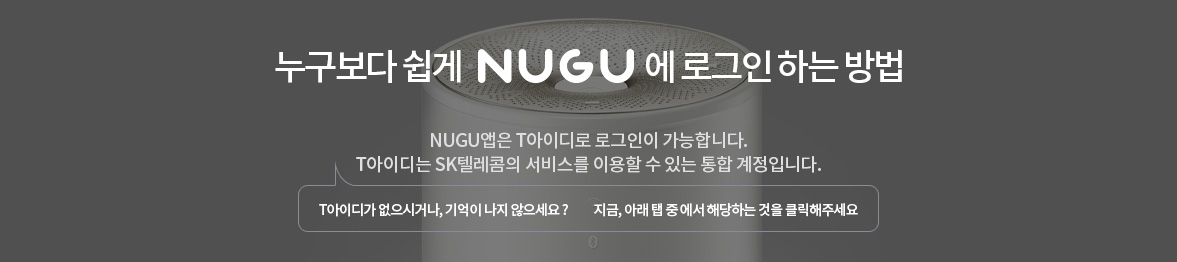 누구보다 쉽게 NUGU에 로그인 하는 방법
NUGU앱은 T아이디로 로그인이 가능합니다.
T아이디는 SK텔레콤의 서비스를 이용할 수 있는 통합 계정입니다.
T아이디가 없으시거나, 기억이 나지 않으세요 ? 지금, 아래 탭 중에서 해당하는 것을 클릭해주세요